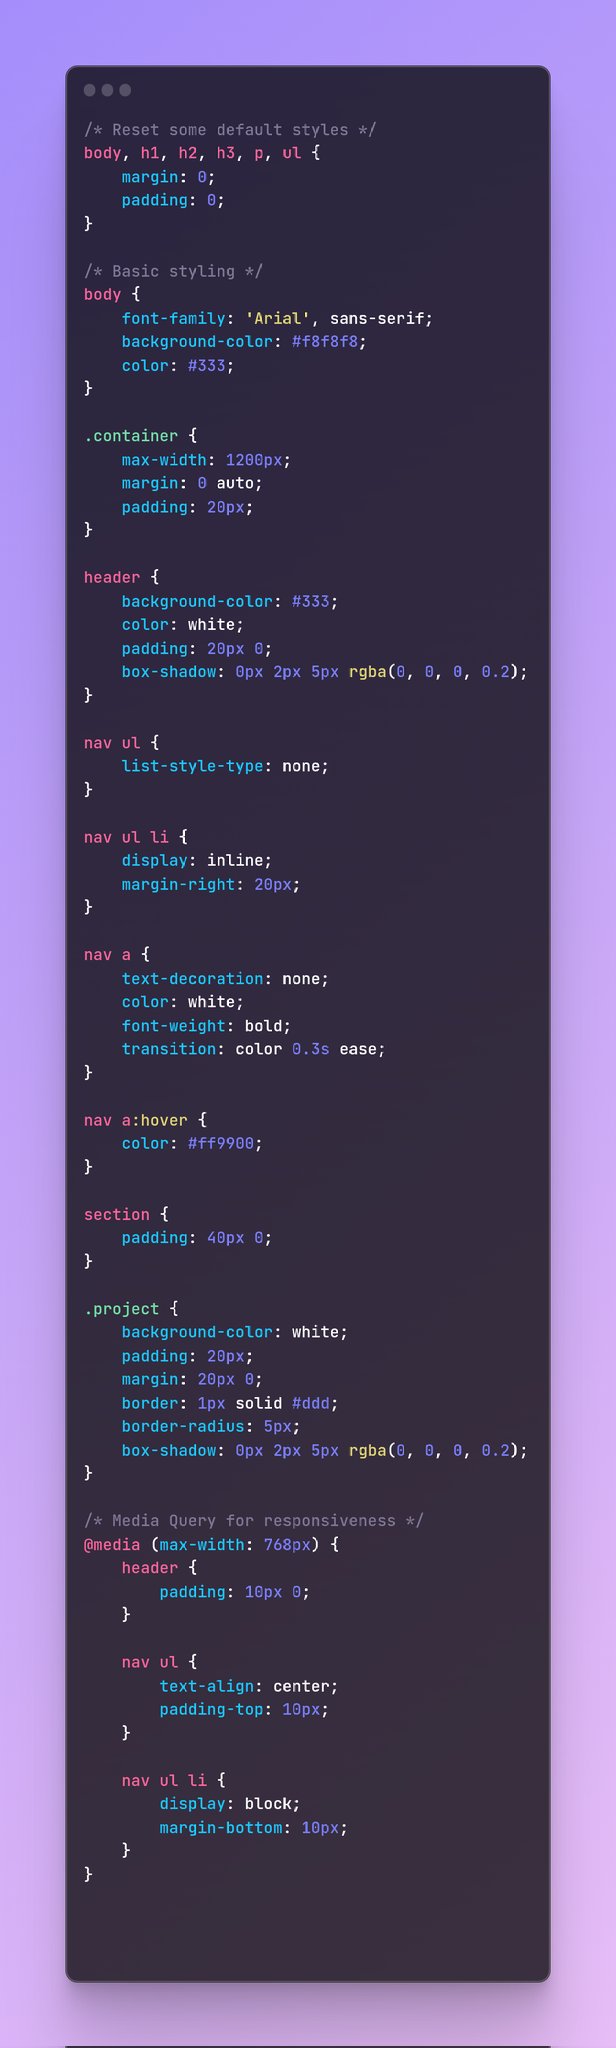 /* Reset some default styles */
body, h1, h2, h3, p, ul {
    margin: 0;
    padding: 0;
}

/* Basic styling */
body {
    font-family: 'Arial', sans-serif;
    background-color: #f8f8f8;
    color: #333;
}

.container {
    max-width: 1200px;
    margin: 0 auto;
    padding: 20px;
}

header {
    background-color: #333;
    color: white;
    padding: 20px 0;
    box-shadow: 0px 2px 5px rgba(0, 0, 0, 0.2);
}

nav ul {
    list-style-type: none;
}

nav ul li {
    display: inline;
    margin-right: 20px;
}

nav a {
    text-decoration: none;
    color: white;
    font-weight: bold;
    transition: color 0.3s ease;
}

nav a:hover {
    color: #ff9900;
}

section {
    padding: 40px 0;
}

.project {
    background-color: white;
    padding: 20px;
    margin: 20px 0;
    border: 1px solid #ddd;
    border-radius: 5px;
    box-shadow: 0px 2px 5px rgba(0, 0, 0, 0.2);
}

/* Media Query for responsiveness */
@media (max-width: 768px) {
    header {
        padding: 10px 0;
    }

    nav ul {
        text-align: center;
        padding-top: 10px;
    }

    nav ul li {
        display: block;
        margin-bottom: 10px;
    }
}